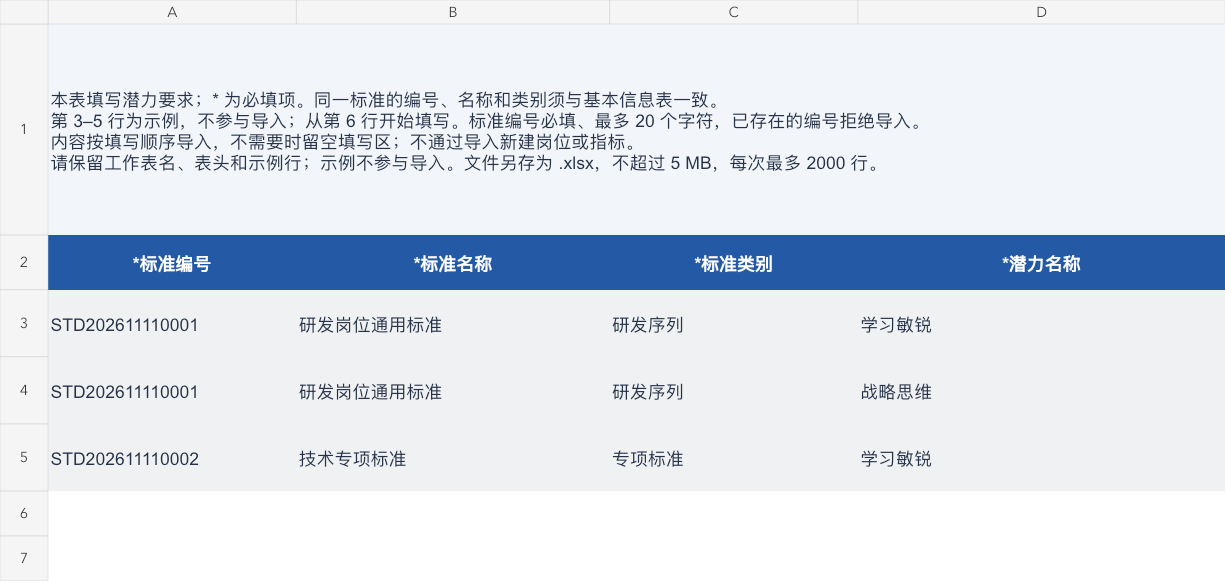 A B C D
1
本表填写潜力要求；* 为必填项。同一标准的编号、名称和类别须与基本信息表一致。
第 3–5 行为示例，不参与导入；从第 6 行开始填写。标准编号必填、最多 20 个字符，已存在的编号拒绝导入。
内容按填写顺序导入，不需要时留空填写区；不通过导入新建岗位或指标。
请保留工作表名、表头和示例行；示例不参与导入。文件另存为 .xlsx，不超过 5 MB，每次最多 2000 行。
2 *标准编号 *标准名称 *标准类别 *潜力名称
3 STD202611110001 研发岗位通用标准 研发序列 学习敏锐
4 STD202611110001 研发岗位通用标准 研发序列 战略思维
5 STD202611110002 技术专项标准 专项标准 学习敏锐
6
7